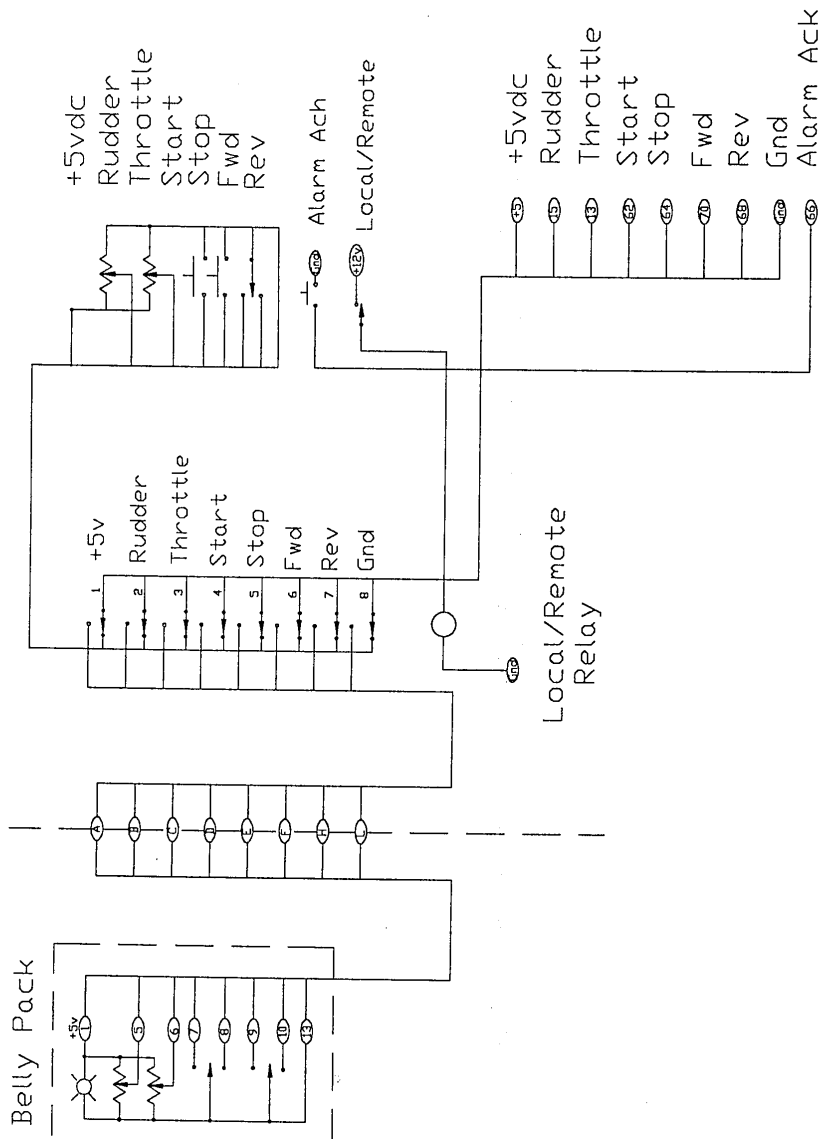 Belly Pack
+5v
1
5
6
7
8
9
10
13
A
B
C
D
E
F
H
L
1
+5v
2
Rudder
3
Throttle
4
Start
5
Stop
6
Fwd
7
Rev
8
Gnd
+5vdc
Rudder
Throttle
Start
Stop
Fwd
Rev
Gnd
Alarm Ach
+12v
Local/Remote
Gnd
Local/Remote
Relay
+5
+5vdc
15
Rudder
13
Throttle
62
Start
64
Stop
70
Fwd
68
Rev
Gnd
Gnd
66
Alarm Ack